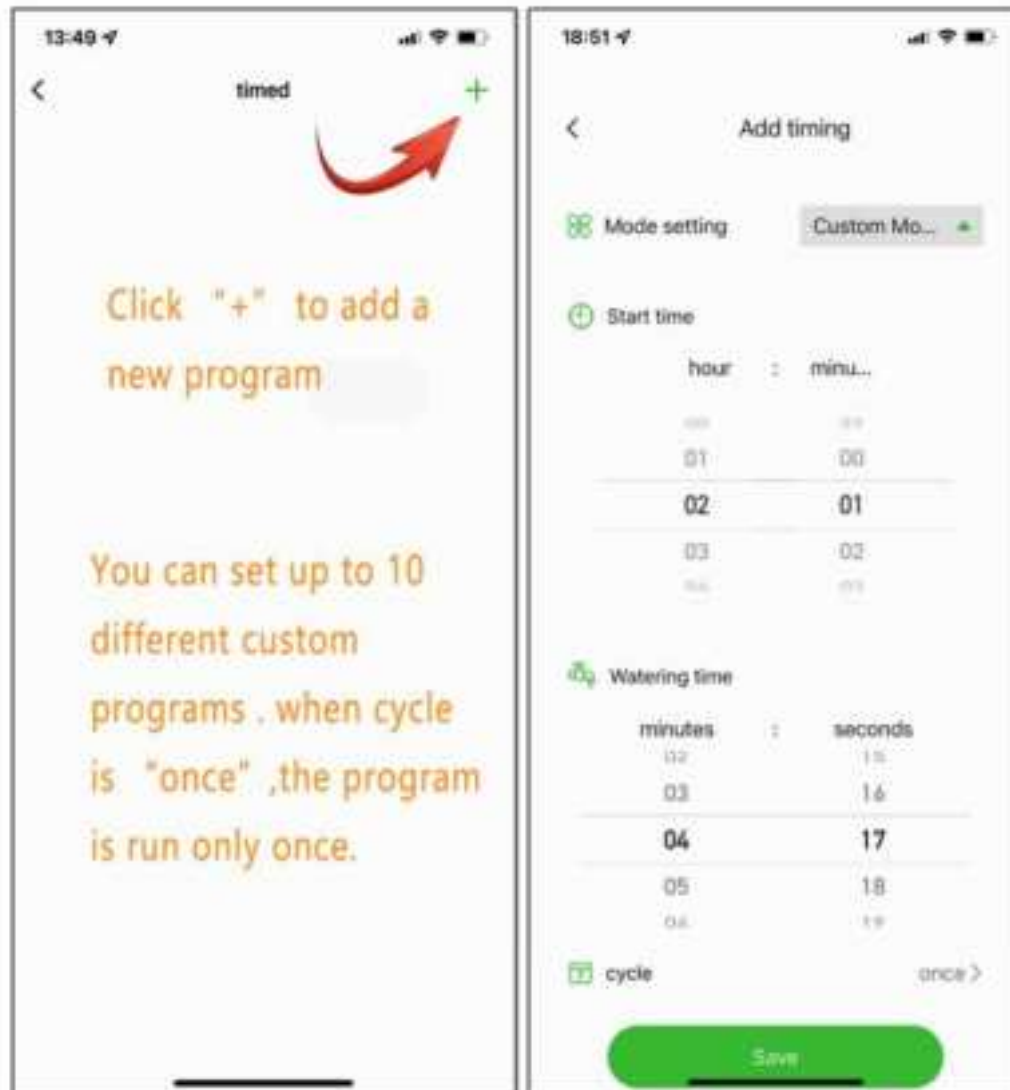 13:49
timed
+
Click "+" to add a
new program
You can set up to 10
different custom
programs . when cycle
is "once" ,the program
is run only once.
18:51
Add timing
Mode setting Custom Mo...
Start time
hour : minu...
01 00
02 01
03 02
Watering time
minutes : seconds
02 15
03 16
04 17
05 18
cycle once >
Save